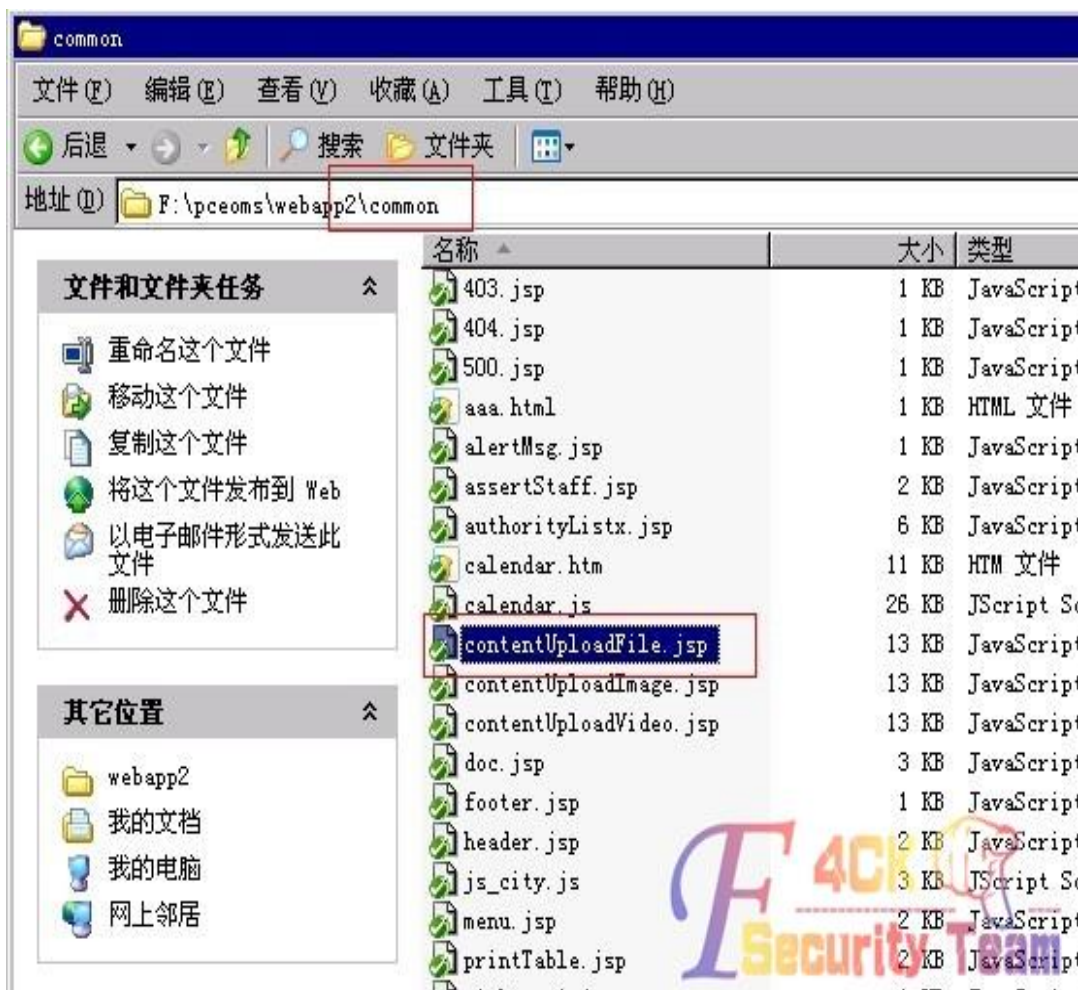 common
文件(F) 编辑(E) 查看(V) 收藏(A) 工具(T) 帮助(H)
后退 搜索 文件夹
地址(D) F:\pceoms\webapp2\common
名称 大小 类型
文件和文件夹任务
重命名这个文件
移动这个文件
复制这个文件
将这个文件发布到 Web
以电子邮件形式发送此
文件
删除这个文件
其它位置
webapp2
我的文档
我的电脑
网上邻居
403.jsp 1 KB JavaScript
404.jsp 1 KB JavaScript
500.jsp 1 KB JavaScript
aaa.html 1 KB HTML 文件
alertMsg.jsp 1 KB JavaScript
assertStaff.jsp 2 KB JavaScript
authorityListx.jsp 6 KB JavaScript
calendar.htm 11 KB HTM 文件
calendar.js 26 KB JScript Sc
contentUploadFile.jsp 13 KB JavaScript
contentUploadImage.jsp 13 KB JavaScript
contentUploadVideo.jsp 13 KB JavaScript
doc.jsp 3 KB JavaScript
footer.jsp 1 KB JavaScript
header.jsp 2 KB JavaScript
js_city.js 3 KB JScript Sc
menu.jsp 2 KB JavaScript
printTable.jsp 2 KB JavaScript
F4CK
Security Team